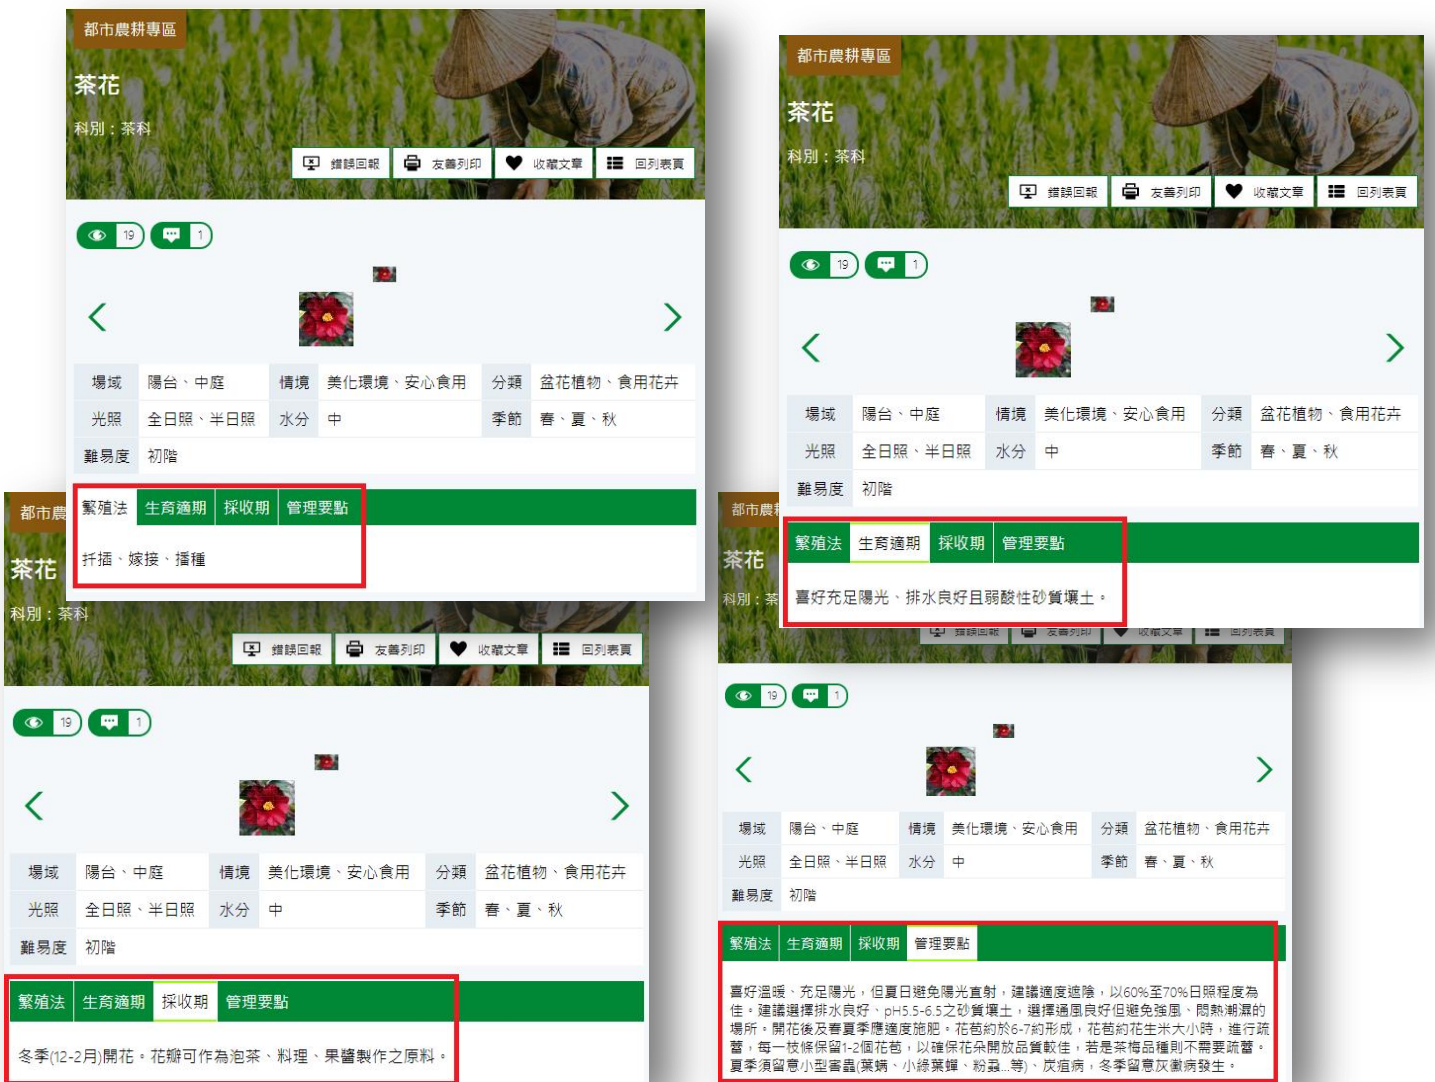 都市農耕專區
茶花
科別：茶科
錯誤回報 友善列印 收藏文章 回列表頁
19 1
場域 陽台、中庭 情境 美化環境、安心食用 分類 盆花植物、食用花卉
光照 全日照、半日照 水分 中 季節 春、夏、秋
難易度 初階
繁殖法 生育適期 採收期 管理要點
扦插、嫁接、播種
都市農耕專區
茶花
科別：茶科
錯誤回報 友善列印 收藏文章 回列表頁
19 1
場域 陽台、中庭 情境 美化環境、安心食用 分類 盆花植物、食用花卉
光照 全日照、半日照 水分 中 季節 春、夏、秋
難易度 初階
繁殖法 生育適期 採收期 管理要點
喜好充足陽光、排水良好且弱酸性砂質壤土。
都市農
茶花
科別：茶科
錯誤回報 友善列印 收藏文章 回列表頁
19 1
場域 陽台、中庭 情境 美化環境、安心食用 分類 盆花植物、食用花卉
光照 全日照、半日照 水分 中 季節 春、夏、秋
難易度 初階
繁殖法 生育適期 採收期 管理要點
冬季(12-2月)開花。花瓣可作為泡茶、料理、果醬製作之原料。
都市農
茶花
科別：茶
錯誤回報 友善列印 收藏文章 回列表頁
19 1
場域 陽台、中庭 情境 美化環境、安心食用 分類 盆花植物、食用花卉
光照 全日照、半日照 水分 中 季節 春、夏、秋
難易度 初階
繁殖法 生育適期 採收期 管理要點
喜好溫暖、充足陽光，但夏日避免陽光直射，建議適度遮陰，以60%至70%日照程度為
佳。建議選擇排水良好、pH5.5-6.5之砂質壤土，選擇通風良好但避免強風、悶熱潮濕的
場所。開花後及春夏季應適度施肥。花苞約於6-7約形成，花苞約花生米大小時，進行疏
蕾，每一枝條保留1-2個花苞，以確保花朵開放品質較佳，若是茶梅品種則不需要疏蕾。
夏季須留意小型害蟲(葉蟎、小綠葉蟬、粉蝨...等)、炭疽病，冬季留意灰黴病發生。